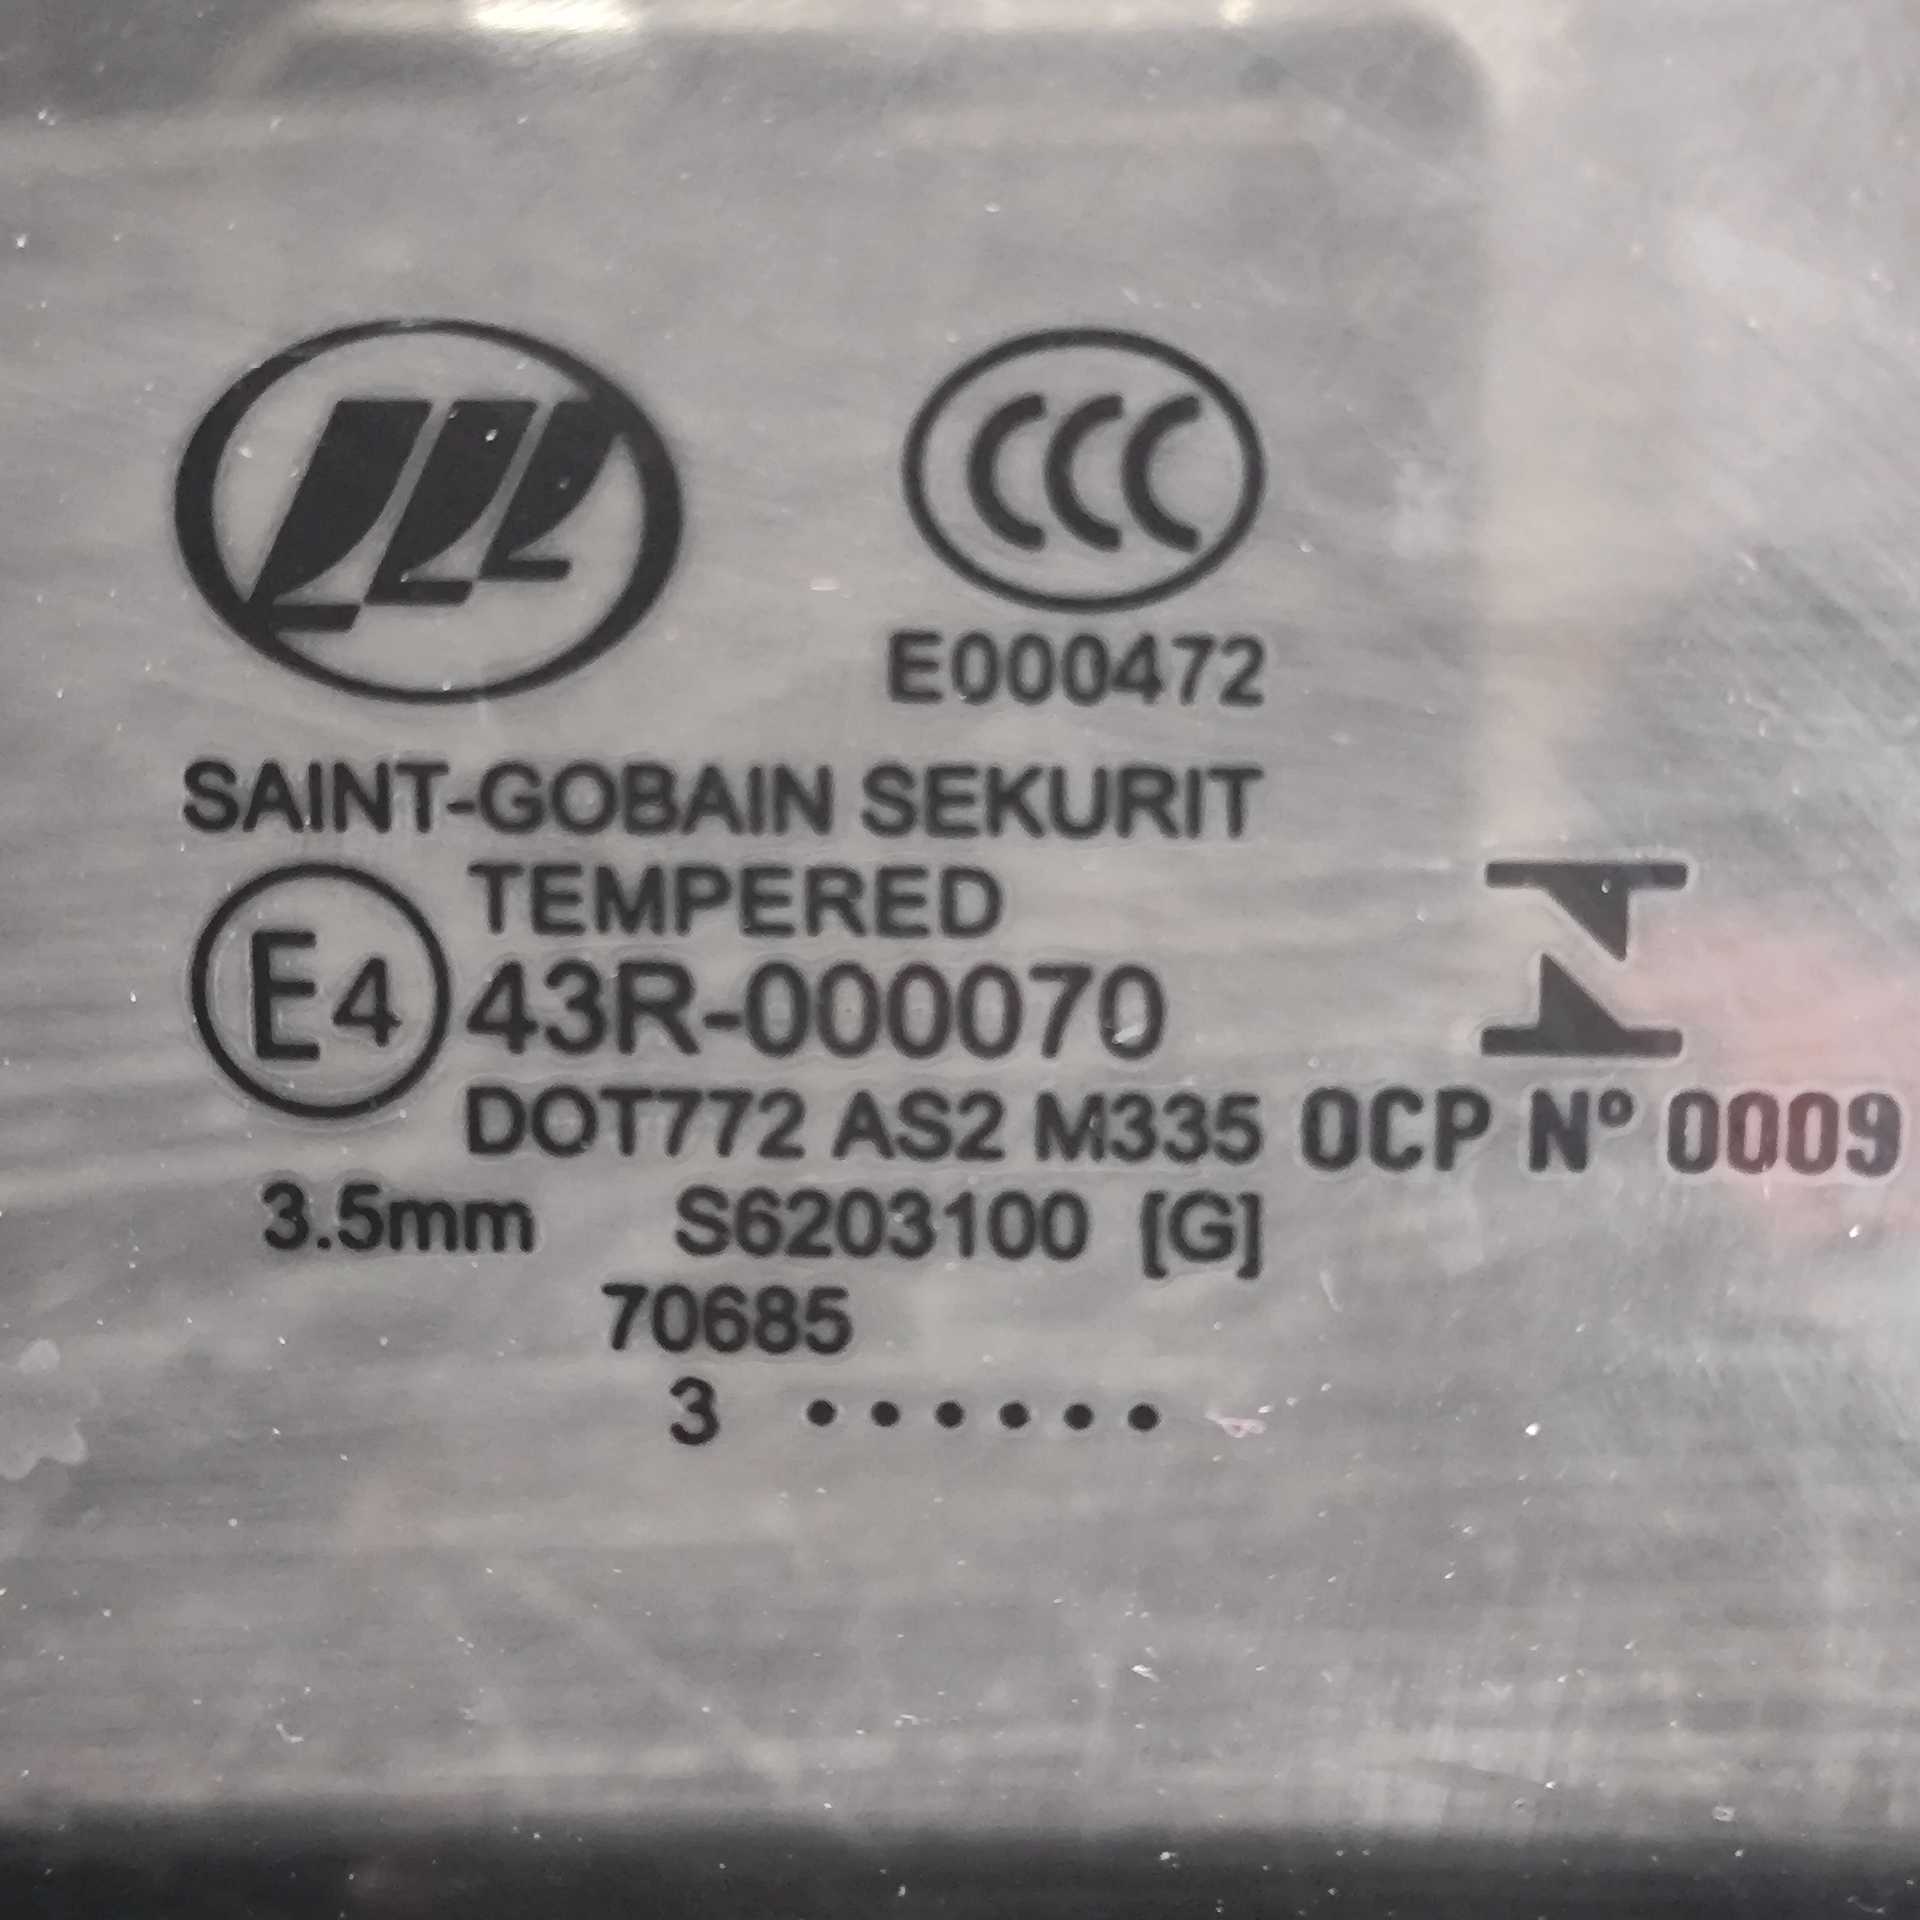 CCC
E000472
SAINT-GOBAIN SEKURIT
TEMPERED
E4 43R-000070
DOT772 AS2 M335 OCP Nº 0009
3.5mm S6203100 [G]
70685
3 ••••••